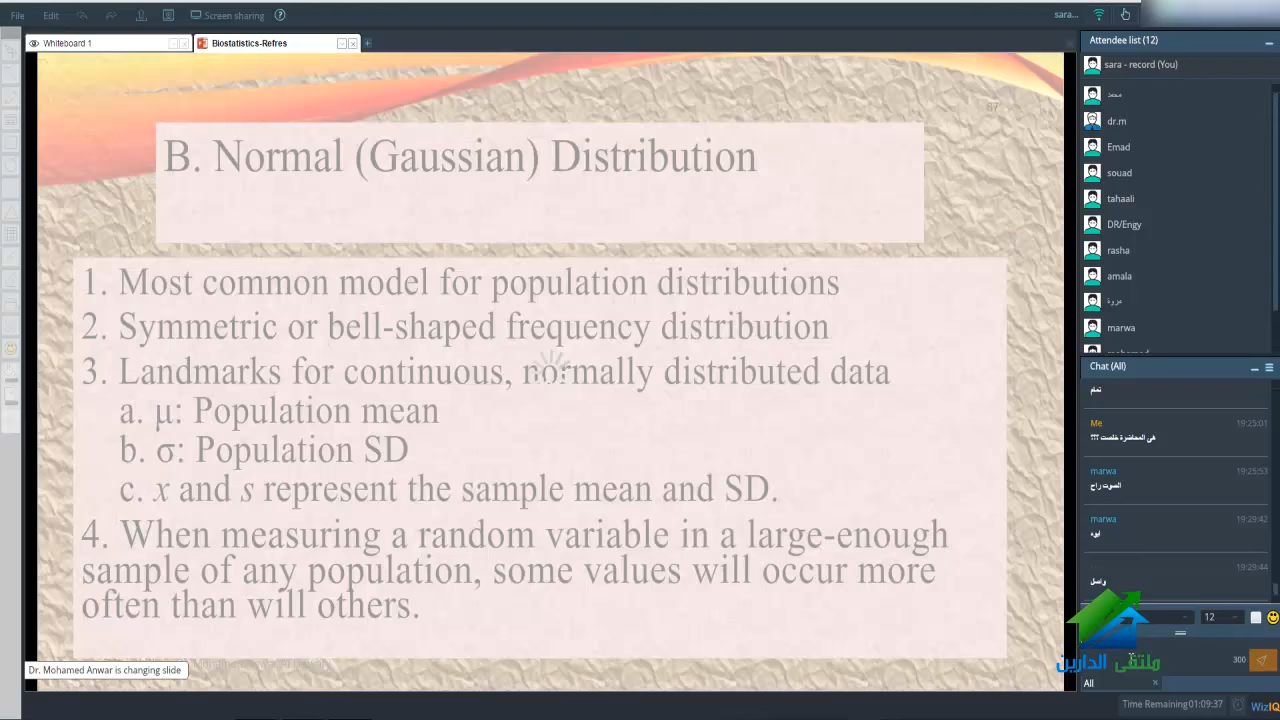 File Edit Screen sharing
sara...
Whiteboard 1
Biostatistics-Refres
87
B. Normal (Gaussian) Distribution
1. Most common model for population distributions
2. Symmetric or bell-shaped frequency distribution
3. Landmarks for continuous, normally distributed data
a. μ: Population mean
b. σ: Population SD
c. x and s represent the sample mean and SD.
4. When measuring a random variable in a large-enough
sample of any population, some values will occur more
often than will others.
Dr. Mohamed Anwar is changing slide
Attendee list (12)
sara - record (You)
محمد
dr.m
Emad
souad
tahaali
DR/Engy
rasha
amala
مروة
marwa
Chat (All)
تمام
Me 19:25:01
هى المحاضرة خلصت ؟؟؟
marwa 19:25:53
الصوت راح
marwa 19:29:42
ايوه
19:29:44
واصل
12
ملتقى الدارين
300
All
Time Remaining 01:09:37
WizIQ